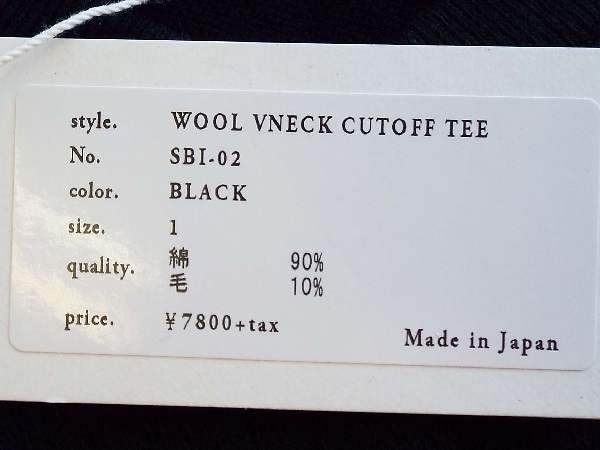 style. WOOL VNECK CUTOFF TEE
No. SBI-02
color. BLACK
size. 1
quality. 綿 90%
毛 10%
price. ¥7800+tax
Made in Japan